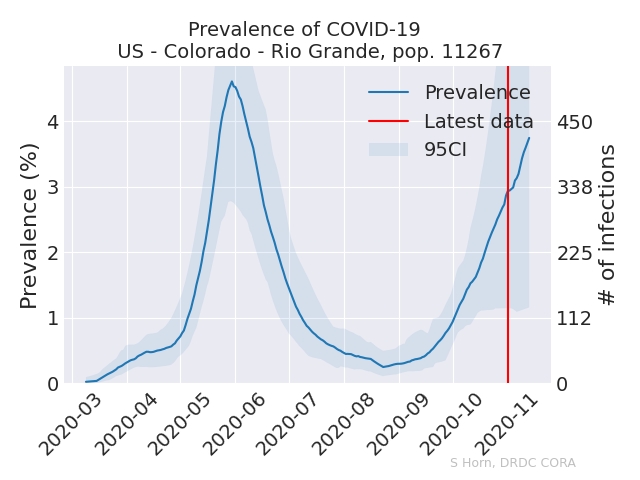 Prevalence of COVID-19
US - Colorado - Rio Grande, pop. 11267
Prevalence
Latest data
95CI
Prevalence (%)
4
3
2
1
0
# of infections
450
338
225
112
0
2020-03
2020-04
2020-05
2020-06
2020-07
2020-08
2020-09
2020-10
2020-11
S Horn, DRDC CORA